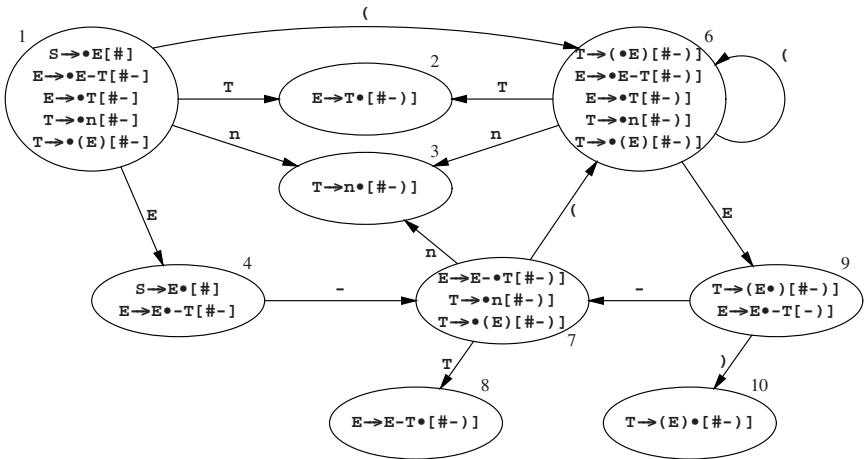 (
1
S→•E[#]
E→•E-T[#-]
E→•T[#-]
T→•n[#-]
T→•(E)[#-]
6
T→(•E)[#-)]
E→•E-T[#-)]
E→•T[#-)]
T→•n[#-)]
T→•(E)[#-)]
(
2
T
E→T•[#-)]
T
n
3
n
T→n•[#-)]
E
(
E
n
4
S→E•[#]
E→E•-T[#-]
-
E→E-•T[#-)]
T→•n[#-)]
T→•(E)[#-)]
7
-
9
T→(E•)[#-)]
E→E•-T[-)]
T
)
8
E→E-T•[#-)]
10
T→(E)•[#-)]